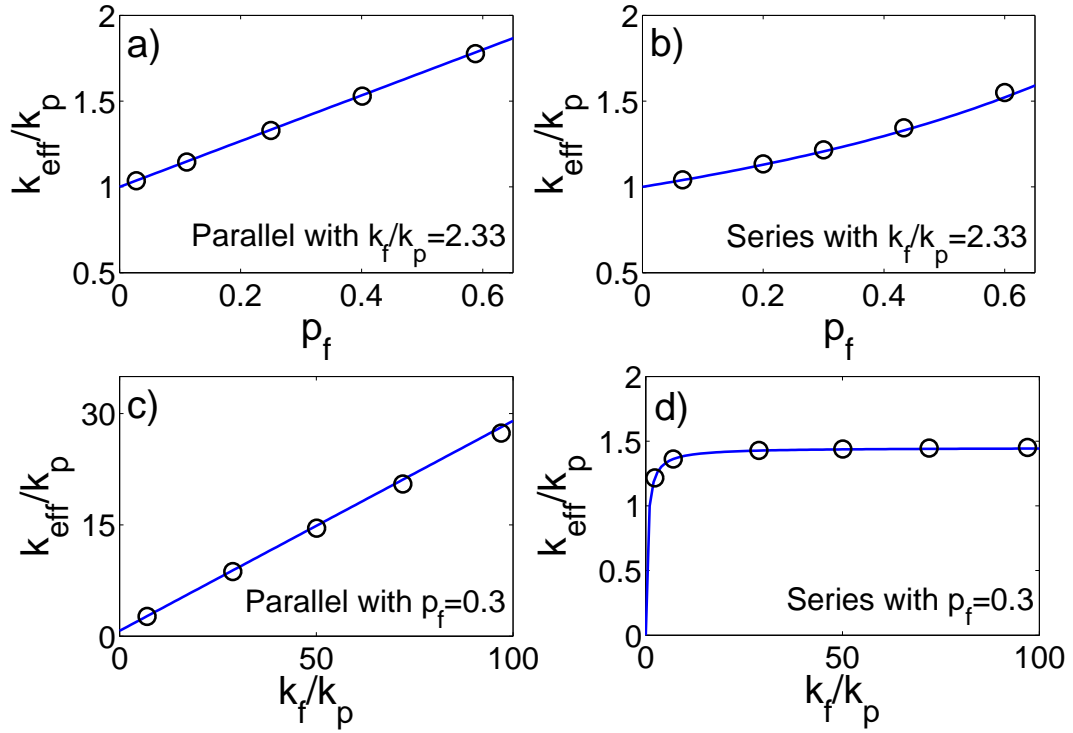 a)
2
1.5
1
0.5
k_eff/k_p
Parallel with k_f/k_p=2.33
0
0.2
0.4
0.6
p_f
b)
2
1.5
1
0.5
k_eff/k_p
Series with k_f/k_p=2.33
0
0.2
0.4
0.6
p_f
c)
30
15
0
k_eff/k_p
Parallel with p_f=0.3
0
50
100
k_f/k_p
d)
2
1.5
1
0.5
0
k_eff/k_p
Series with p_f=0.3
0
50
100
k_f/k_p